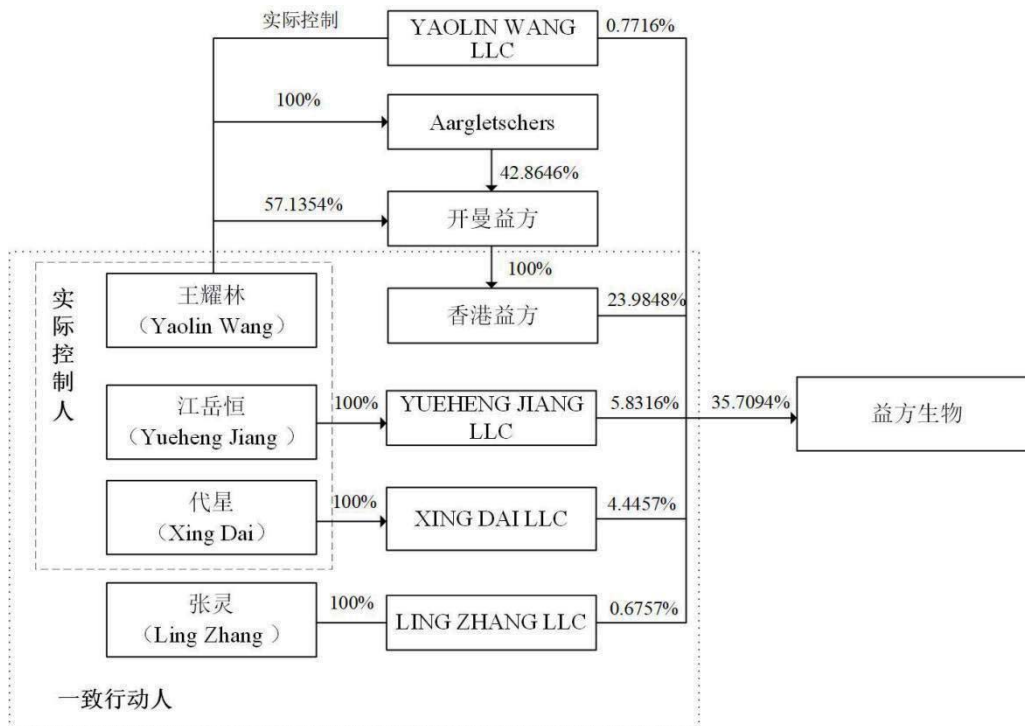 实际控制
YAOLIN WANG
LLC
0.7716%
100%
Aargletschers
42.8646%
57.1354%
开曼益方
100%
实际控制人
王耀林
（Yaolin Wang）
香港益方
23.9848%
江岳恒
（Yueheng Jiang ）
100%
YUEHENG JIANG
LLC
5.8316%
35.7094%
益方生物
代星
（Xing Dai）
100%
XING DAI LLC
4.4457%
张灵
（Ling Zhang ）
100%
LING ZHANG LLC
0.6757%
一致行动人